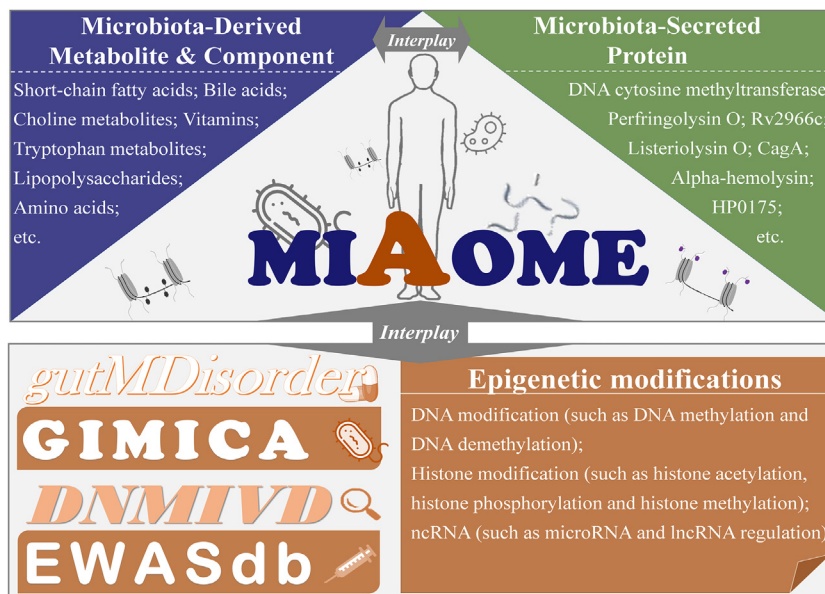 Microbiota-Derived
Metabolite & Component
Short-chain fatty acids; Bile acids;
Choline metabolites; Vitamins;
Tryptophan metabolites;
Lipopolysaccharides;
Amino acids;
etc.
Interplay
Microbiota-Secreted
Protein
DNA cytosine methyltransferase
Perfringolysin O; Rv2966c;
Listeriolysin O; CagA;
Alpha-hemolysin;
HP0175;
etc.
MIAOME
Interplay
gutMDisorder
GIMICA
DNMIVD
EWASdb
Epigenetic modifications
DNA modification (such as DNA methylation and
DNA demethylation);
Histone modification (such as histone acetylation,
histone phosphorylation and histone methylation);
ncRNA (such as microRNA and lncRNA regulation)